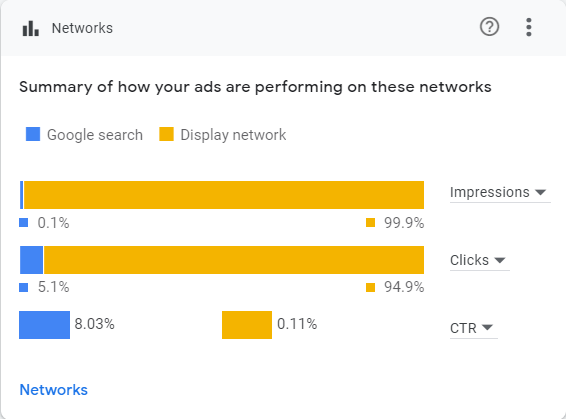 Networks
Summary of how your ads are performing on these networks
Google search Display network
Impressions
0.1% 99.9%
Clicks
5.1% 94.9%
8.03% 0.11% CTR
Networks